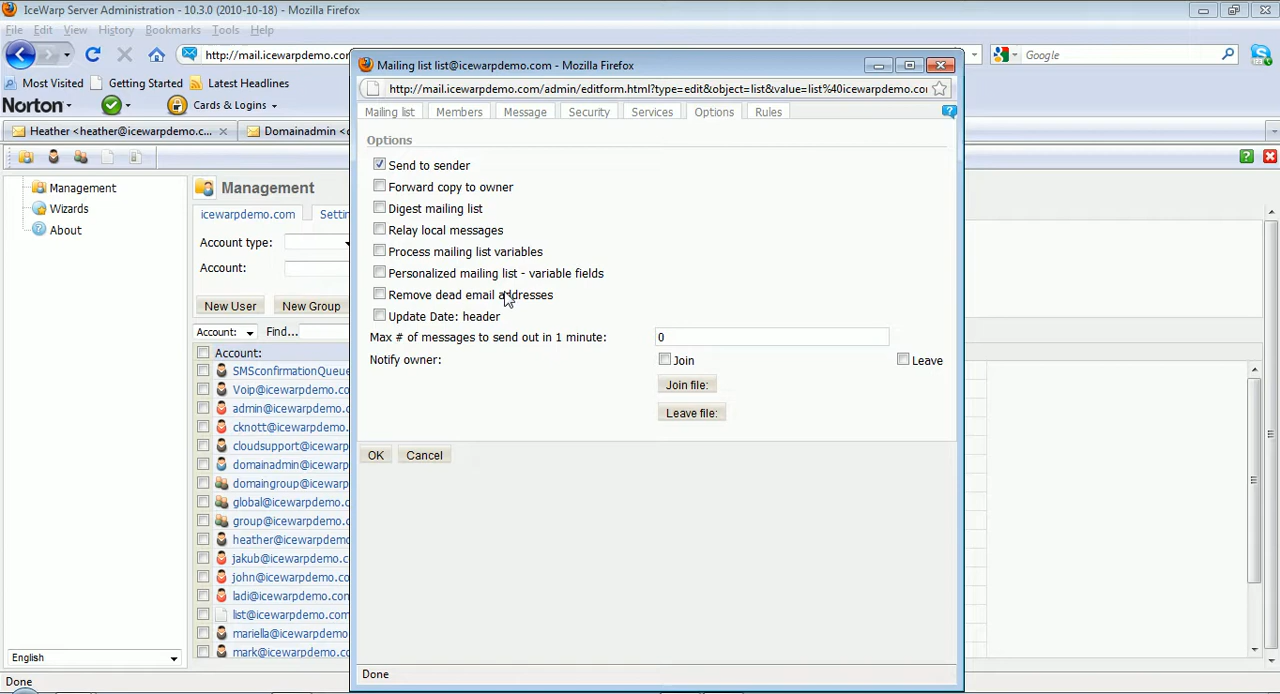 IceWarp Server Administration - 10.3.0 (2010-10-18) - Mozilla Firefox
File Edit View History Bookmarks Tools Help
http://mail.icewarpdemo.com
Google
Most Visited Getting Started Latest Headlines
Norton Cards & Logins
Heather <heather@icewarpdemo.c... Domainadmin <
Management
Wizards
About
Management
icewarpdemo.com Settin
Account type:
Account:
New User New Group
Account: Find...
Account:
SMSconfirmationQueue
Voip@icewarpdemo.co
admin@icewarpdemo.c
cknott@icewarpdemo.
cloudsupport@icewarp
domainadmin@icewarp
domaingroup@icewarp
global@icewarpdemo.c
group@icewarpdemo.c
heather@icewarpdemo
jakub@icewarpdemo.c
john@icewarpdemo.co
ladi@icewarpdemo.com
list@icewarpdemo.com
mariella@icewarpdemo
mark@icewarpdemo.c
English
Done
Mailing list list@icewarpdemo.com - Mozilla Firefox
http://mail.icewarpdemo.com/admin/editform.html?type=edit&object=list&value=list%40icewarpdemo.co
Mailing list Members Message Security Services Options Rules
Options
Send to sender
Forward copy to owner
Digest mailing list
Relay local messages
Process mailing list variables
Personalized mailing list - variable fields
Remove dead email addresses
Update Date: header
Max # of messages to send out in 1 minute: 0
Notify owner: Join Leave
Join file:
Leave file:
OK Cancel
Done